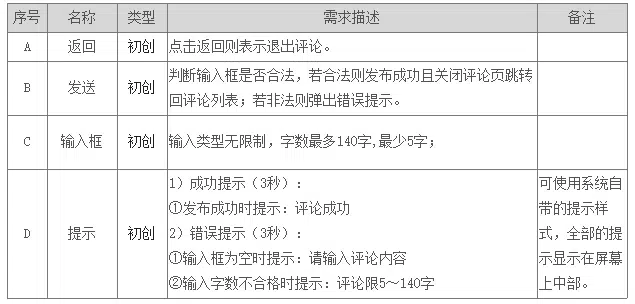 序号 名称 类型 需求描述 备注
A 返回 初创 点击返回则表示退出评论。
B 发送 初创 判断输入框是否合法，若合法则发布成功且关闭评论页跳转
回评论列表；若非法则弹出错误提示。
C 输入框 初创 输入类型无限制，字数最多140字,最少5字；
D 提示 初创
1）成功提示（3秒）：
①发布成功时提示：评论成功
2）错误提示（3秒）：
①输入框为空时提示：请输入评论内容
②输入字数不合格时提示：评论限5～140字
可使用系统自
带的提示样
式，全部的提
示显示在屏幕
上中部。